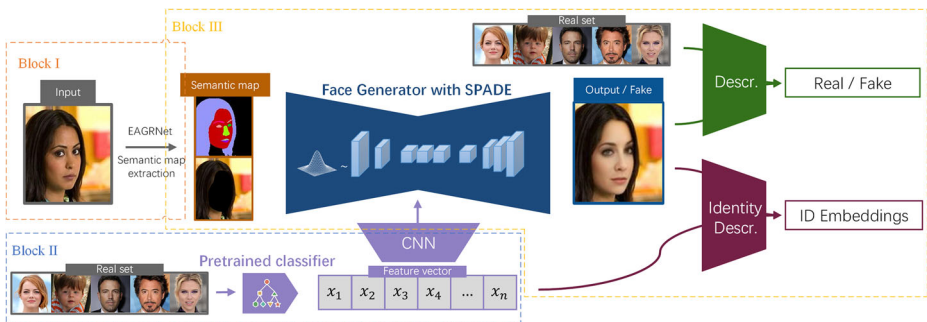 Block III
Real set
Block I
Input
Semantic map
Face Generator with SPADE
Output / Fake
Descr.
Real / Fake
EAGRNet
Semantic map
extraction
~
Identity
Descr.
ID Embeddings
CNN
Block II
Real set
Pretrained classifier
Feature vector
x₁ x₂ x₃ x₄ ... xₙ